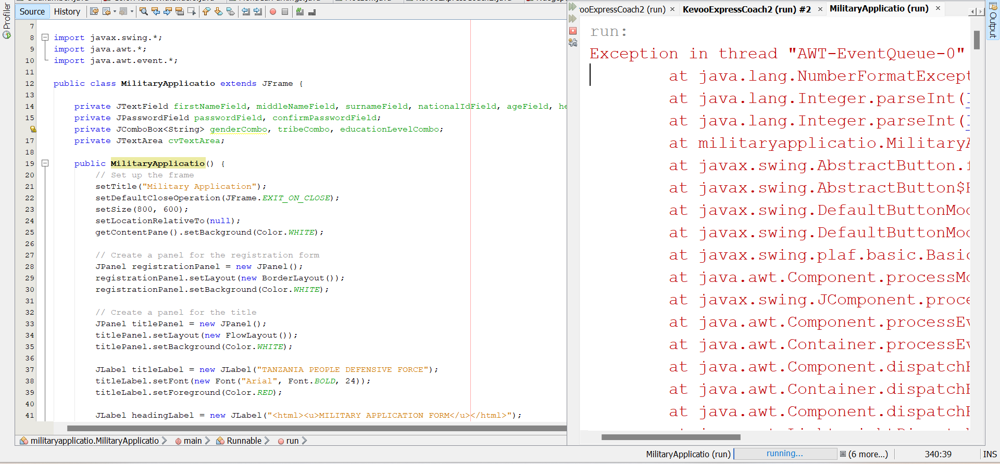 Profiler
Source History
7
8 import javax.swing.*;
9 import java.awt.*;
10 import java.awt.event.*;
11
12 public class MilitaryApplicatio extends JFrame {
13
14 private JTextField firstNameField, middleNameField, surnameField, nationalIdField, ageField, he
15 private JPasswordField passwordField, confirmPasswordField;
private JComboBox<String> genderCombo, tribeCombo, educationLevelCombo;
17 private JTextArea cvTextArea;
18
19 public MilitaryApplicatio() {
20 // Set up the frame
21 setTitle("Military Application");
22 setDefaultCloseOperation(JFrame.EXIT_ON_CLOSE);
23 setSize(800, 600);
24 setLocationRelativeTo(null);
25 getContentPane().setBackground(Color.WHITE);
26
27 // Create a panel for the registration form
28 JPanel registrationPanel = new JPanel();
29 registrationPanel.setLayout(new BorderLayout());
30 registrationPanel.setBackground(Color.WHITE);
31
32 // Create a panel for the title
33 JPanel titlePanel = new JPanel();
34 titlePanel.setLayout(new FlowLayout());
35 titlePanel.setBackground(Color.WHITE);
36
37 JLabel titleLabel = new JLabel("TANZANIA PEOPLE DEFENSIVE FORCE");
38 titleLabel.setFont(new Font("Arial", Font.BOLD, 24));
39 titleLabel.setForeground(Color.RED);
40
41 JLabel headingLabel = new JLabel("<html><u>MILITARY APPLICATION FORM</u></html>");
militaryapplicatio.MilitaryApplicatio main Runnable run
ooExpressCoach2 (run) × KevooExpressCoach2 (run) #2 × MilitaryApplicatio (run) ×
Output
run:
Exception in thread "AWT-EventQueue-0"
at java.lang.NumberFormatExcept
at java.lang.Integer.parseInt(I
at java.lang.Integer.parseInt(I
at militaryapplicatio.MilitaryA
at javax.swing.AbstractButton.f
at javax.swing.AbstractButton$H
at javax.swing.DefaultButtonMod
at javax.swing.DefaultButtonMod
at javax.swing.plaf.basic.Basic
at java.awt.Component.processMo
at javax.swing.JComponent.proce
at java.awt.Component.processEv
at java.awt.Container.processEv
at java.awt.Component.dispatchE
at java.awt.Container.dispatchE
at java.awt.Component.dispatchE
MilitaryApplicatio (run) running... (6 more...) 340:39 INS